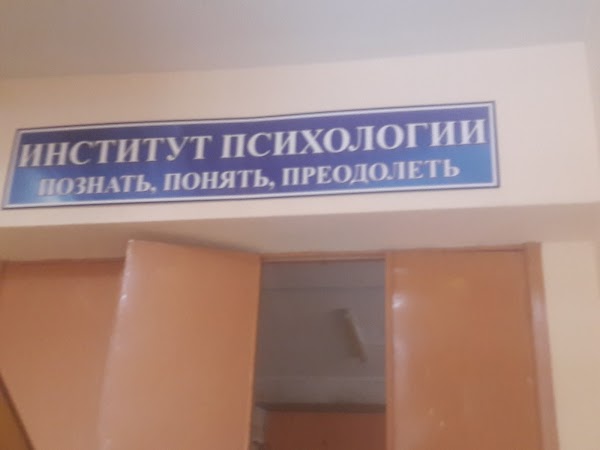 ИНСТИТУТ ПСИХОЛОГИИ
ПОЗНАТЬ, ПОНЯТЬ, ПРЕОДОЛЕТЬ